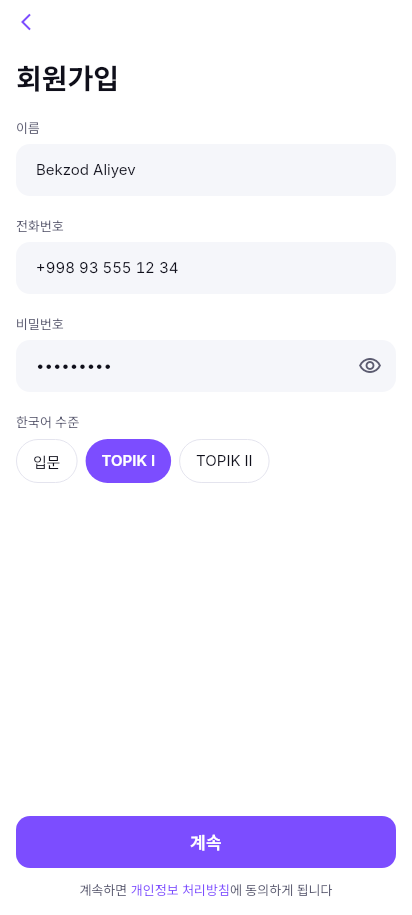 회원가입
이름
Bekzod Aliyev
전화번호
+998 93 555 12 34
비밀번호
•••••••••
한국어 수준
입문 TOPIK I TOPIK II
계속
계속하면 개인정보 처리방침에 동의하게 됩니다